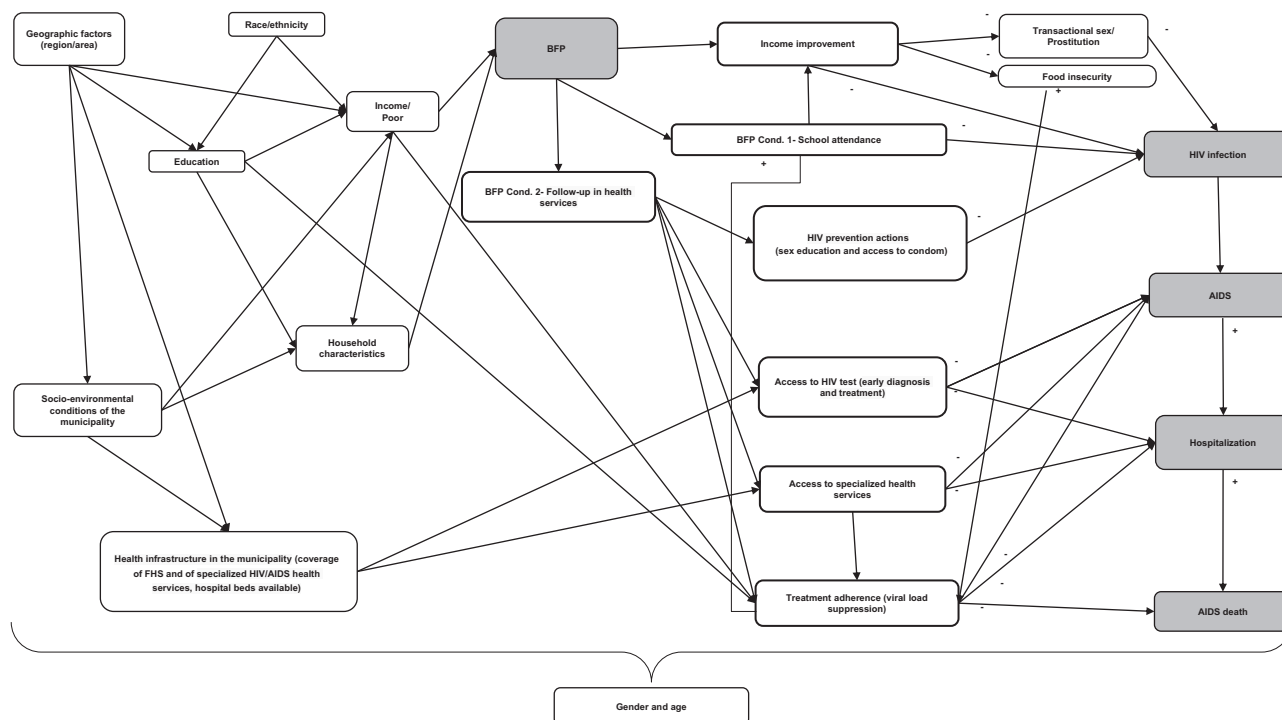 Geographic factors
(region/area)
Race/ethnicity
BFP
Income improvement
-
Transactional sex/
Prostitution
-
-
Food insecurity
+
Income/
Poor
-
Education
BFP Cond. 1- School attendance
-
+
HIV infection
BFP Cond. 2- Follow-up in health
services
-
HIV prevention actions
(sex education and access to condom)
AIDS
+
Household
characteristics
Access to HIV test (early diagnosis
and treatment)
-
-
Socio-environmental
conditions of the
municipality
Hospitalization
+
Access to specialized health
services
-
-
Health infrastructure in the municipality (coverage
of FHS and of specialized HIV/AIDS health
services, hospital beds available)
Treatment adherence (viral load
suppression)
-
-
-
AIDS death
Gender and age